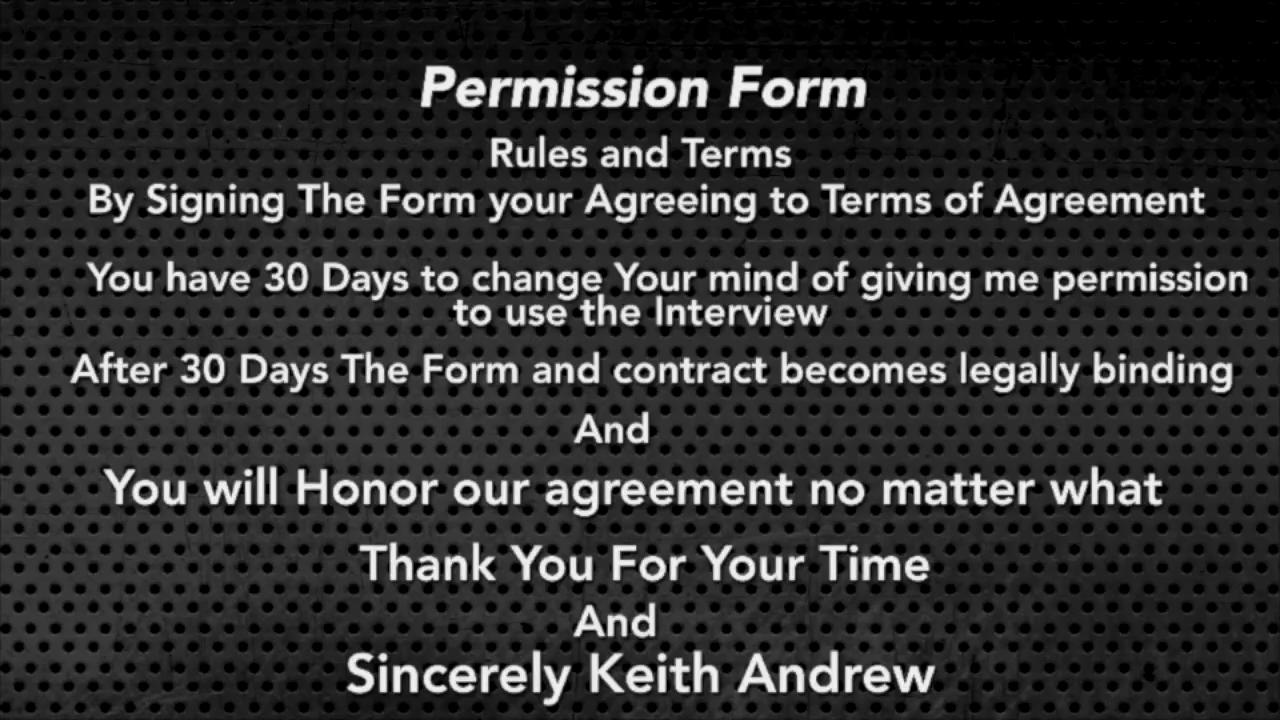 Permission Form
Rules and Terms
By Signing The Form your Agreeing to Terms of Agreement
You have 30 Days to change Your mind of giving me permission
to use the Interview
After 30 Days The Form and contract becomes legally binding
And
You will Honor our agreement no matter what
Thank You For Your Time
And
Sincerely Keith Andrew